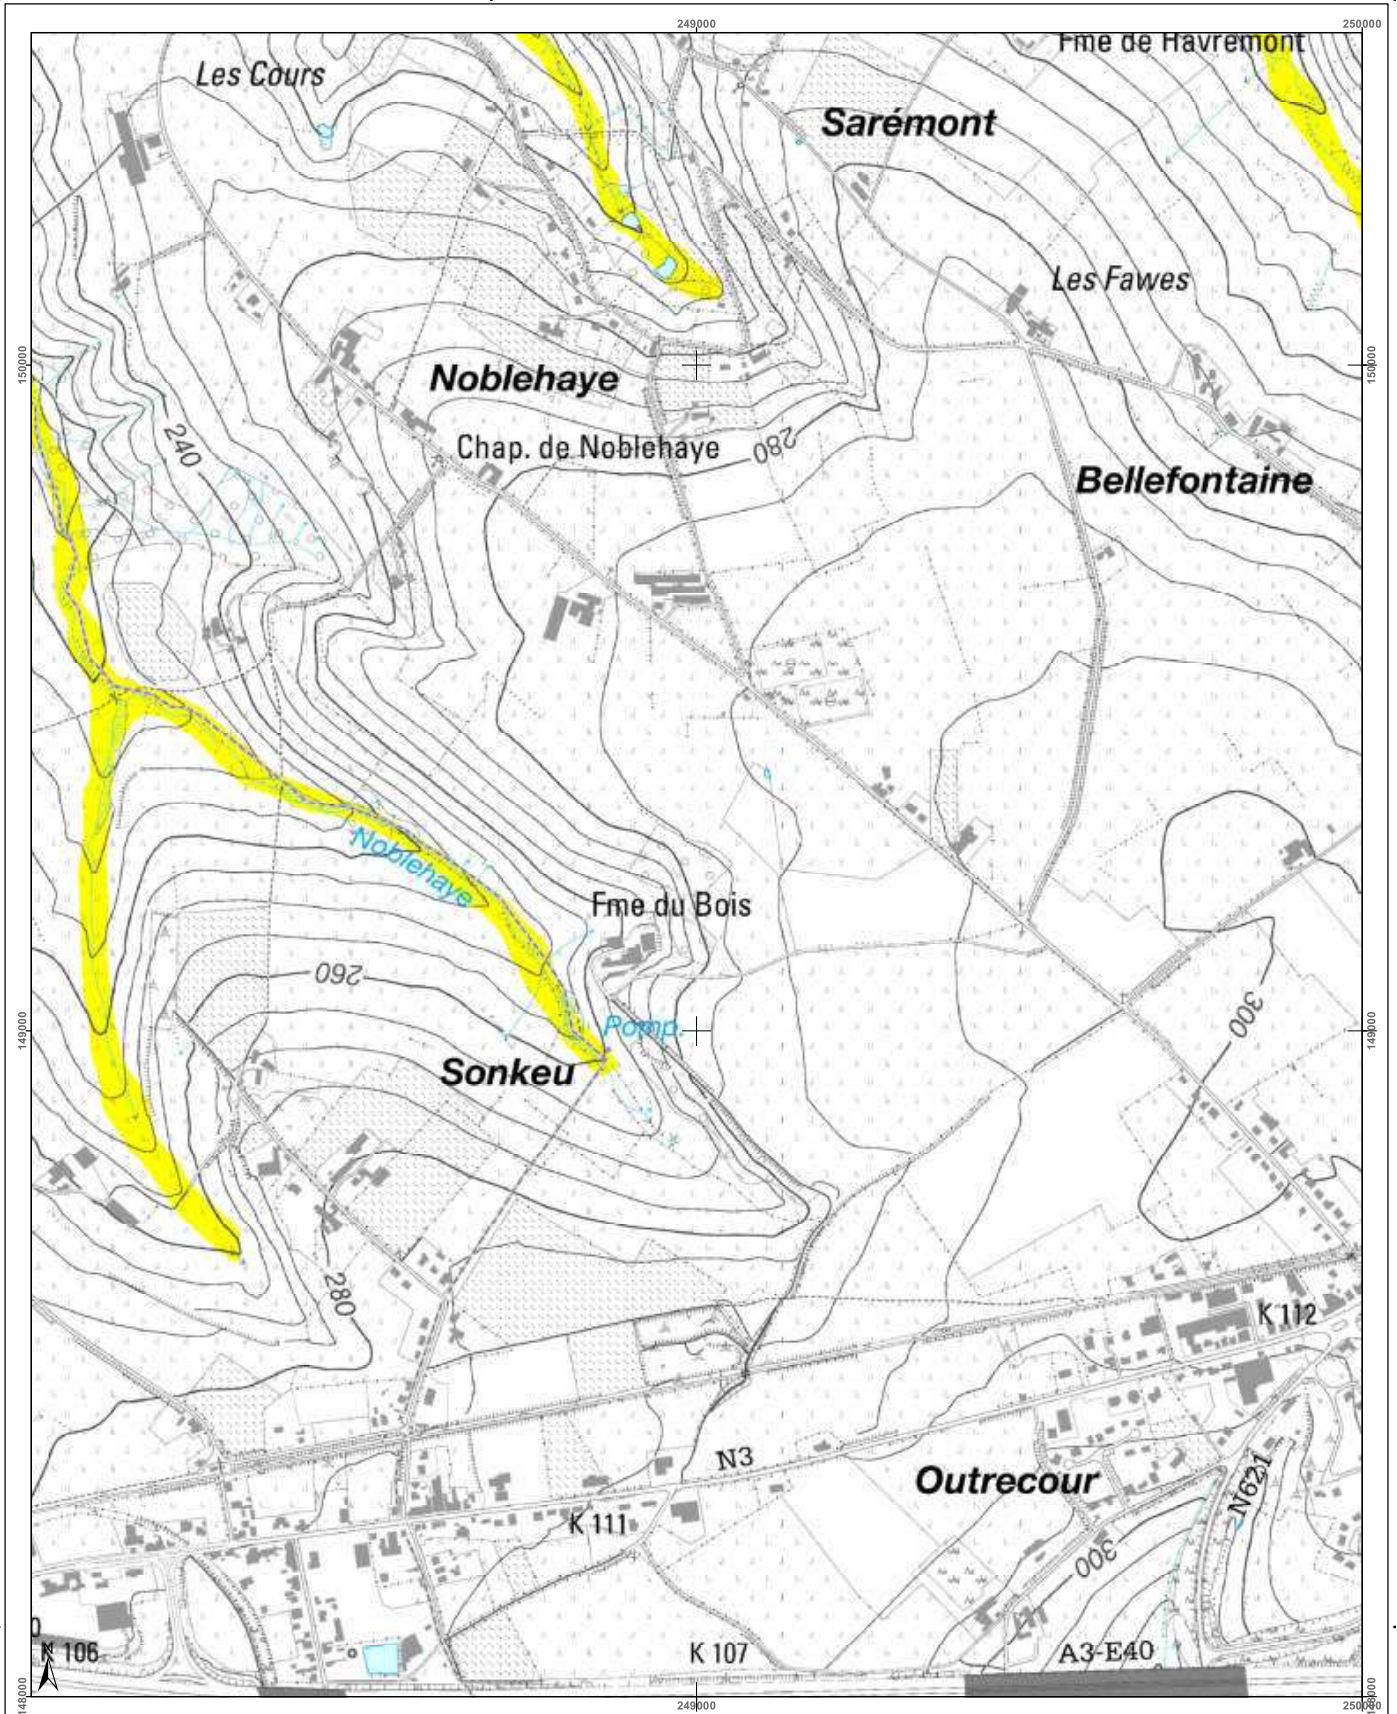 249000
250000
Fme de Havremont
Les Cours
Sarémont
Les Fawes
150000
150000
Noblehaye
240
Chap. de Noblehaye
280
Bellefontaine
Noblehaye
Fme du Bois
260
300
149000
Pomp.
149000
Sonkeu
280
K 112
N3
Outrecour
N621
K 111
300
0
N
106
K 107
A3-E40
148000
249000
250000